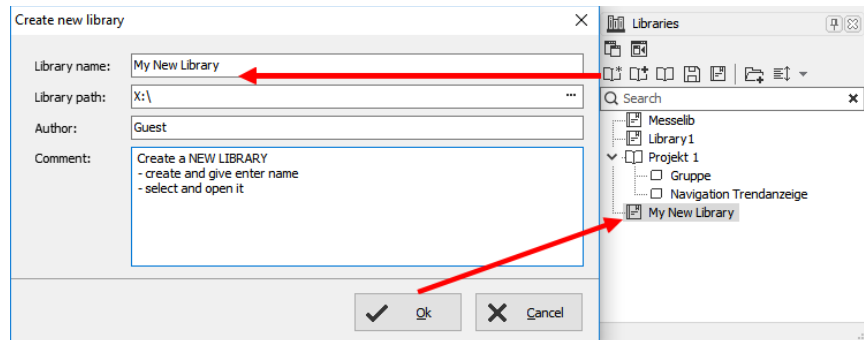 Create new library
Library name: My New Library
Library path: X:\ ...
Author: Guest
Comment: Create a NEW LIBRARY
- create and give enter name
- select and open it
Ok Cancel
Libraries
Search
Messelib
Library1
Projekt 1
Gruppe
Navigation Trendanzeige
My New Library